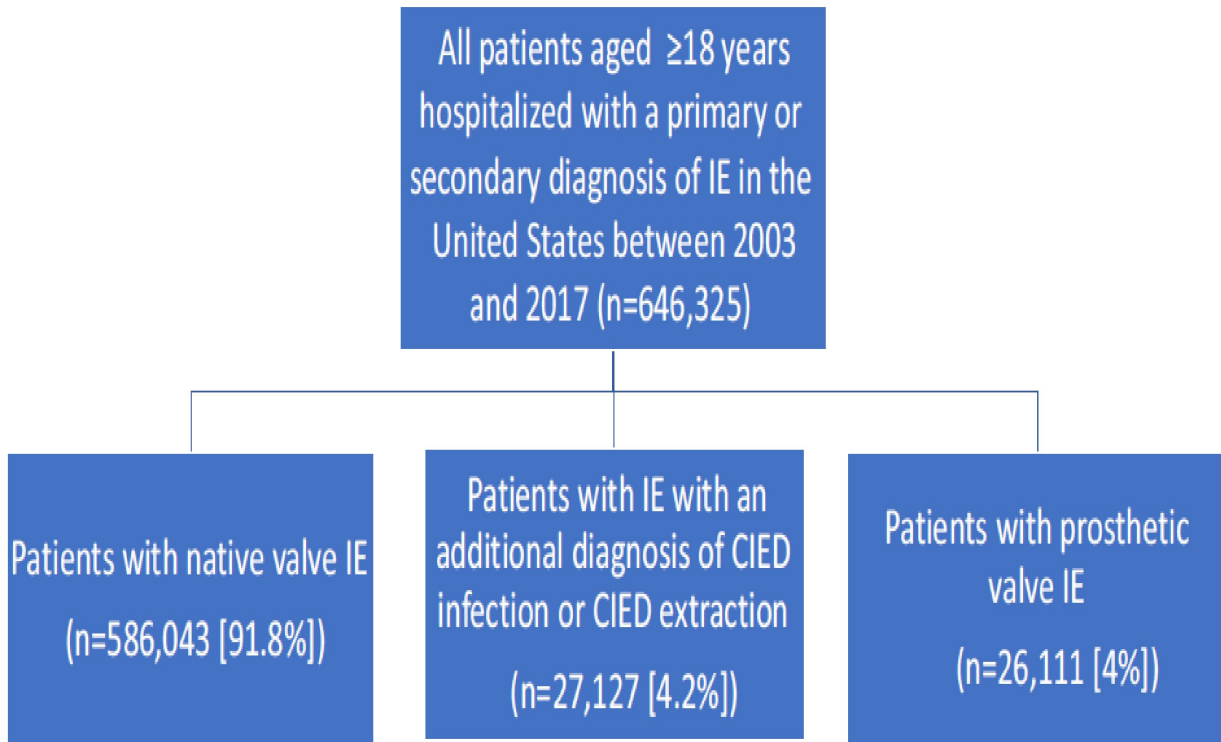 All patients aged ≥18 years
hospitalized with a primary or
secondary diagnosis of IE in the
United States between 2003
and 2017 (n=646,325)
Patients with native valve IE
(n=586,043 [91.8%])
Patients with IE with an
additional diagnosis of CIED
infection or CIED extraction
(n=27,127 [4.2%])
Patients with prosthetic
valve IE
(n=26,111 [4%])